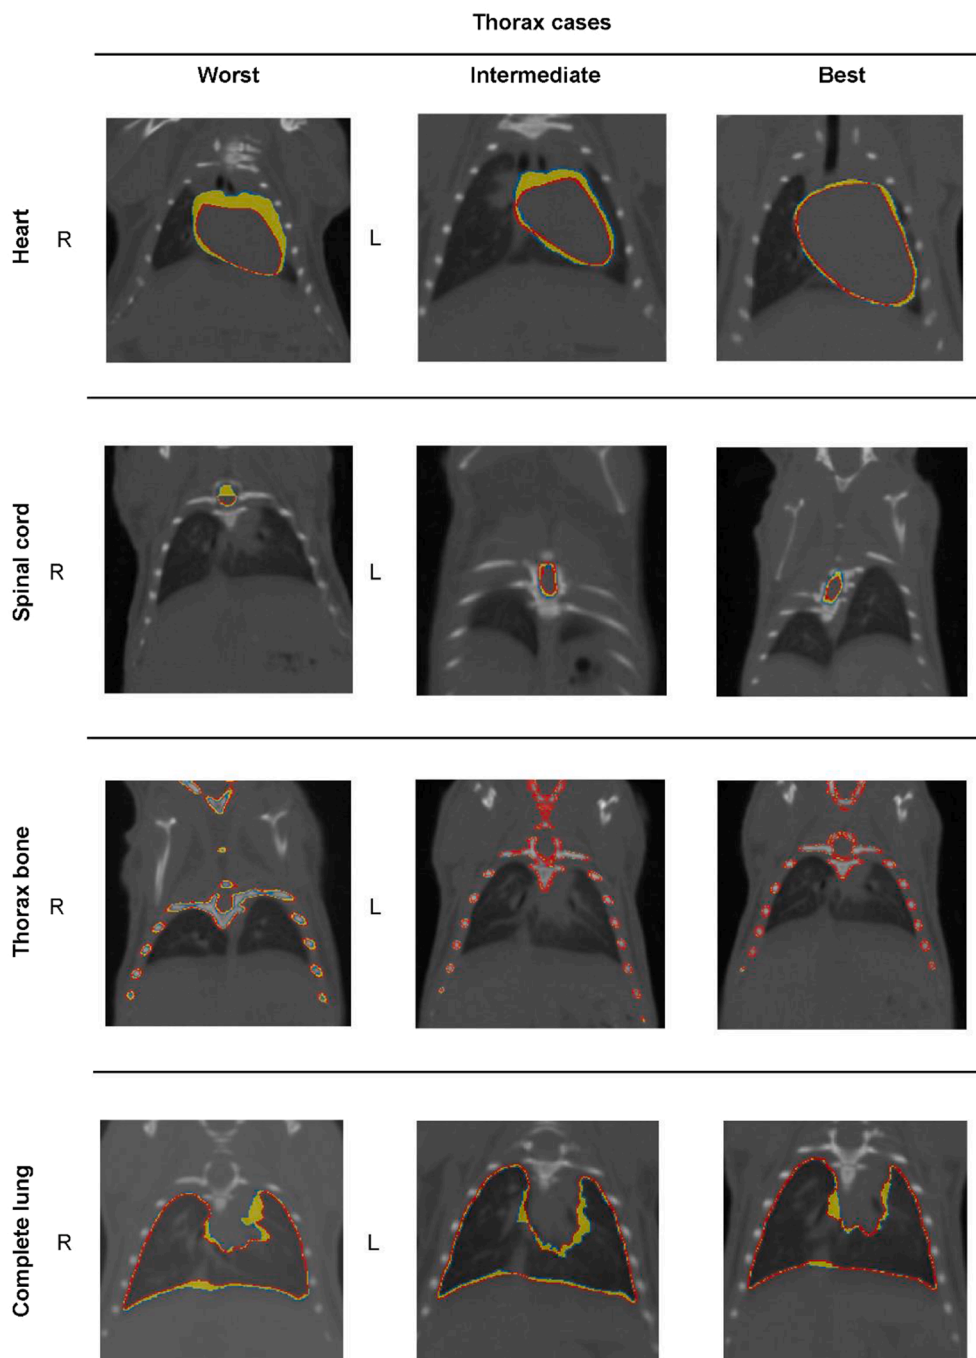 Thorax cases
Worst Intermediate Best
Heart
R L
Spinal cord
R L
Thorax bone
R L
Complete lung
R L